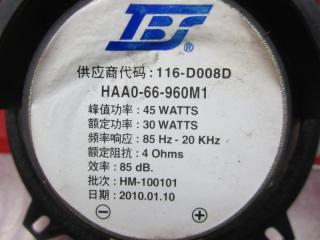 TBS
供应商代码 : 116-D008D
HAA0-66-960M1
峰值功率 : 45 WATTS
额定功率 : 30 WATTS
频率响应 : 85 Hz - 20 KHz
额定阻抗 : 4 Ohms
效率 : 85 dB.
批次 : HM-100101
日期 : 2010.01.10
⊖ ⊕